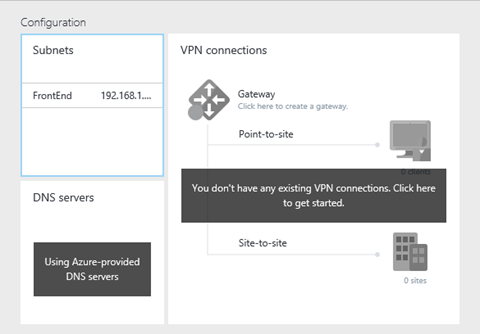 Configuration
Subnets
FrontEnd 192.168.1....
DNS servers
Using Azure-provided
DNS servers
VPN connections
Gateway
Click here to create a gateway.
Point-to-site
0 clients
You don't have any existing VPN connections. Click here
to get started.
Site-to-site
0 sites